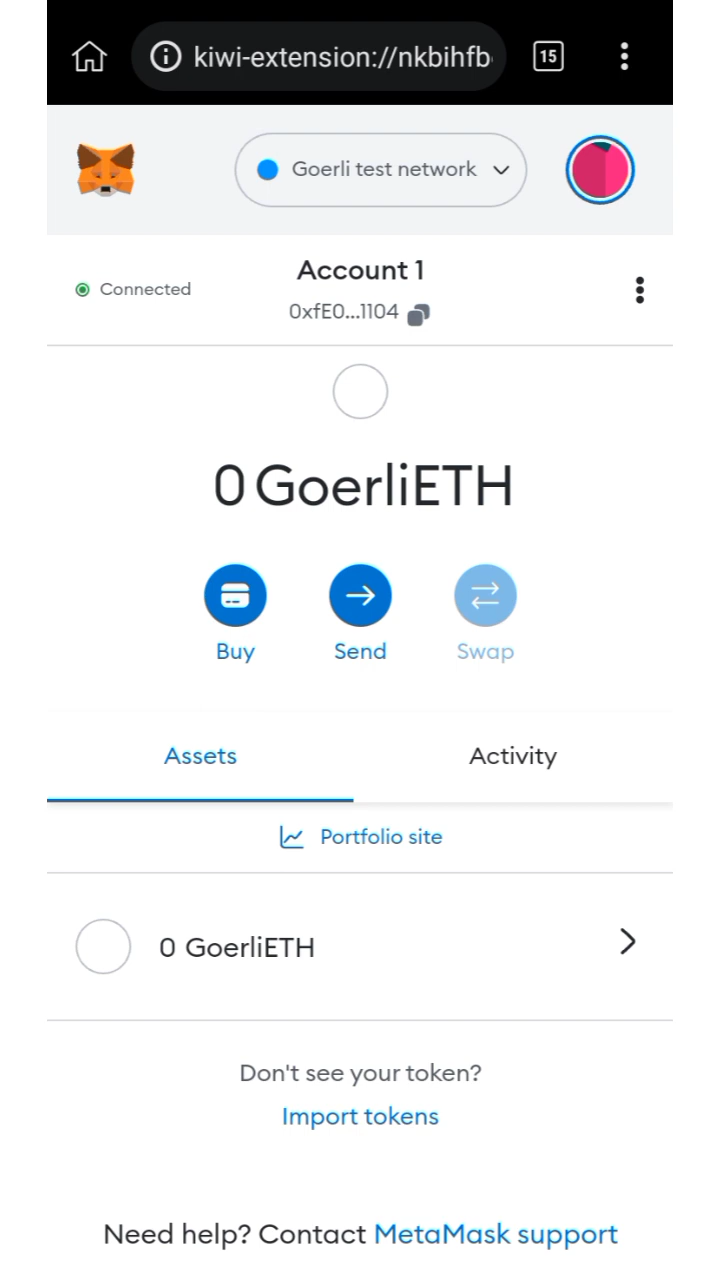 kiwi-extension://nkbihfb
15
Goerli test network
Connected
Account 1
0xfE0...1104
0 GoerliETH
Buy
Send
Swap
Assets
Activity
Portfolio site
0 GoerliETH
Don't see your token?
Import tokens
Need help? Contact MetaMask support